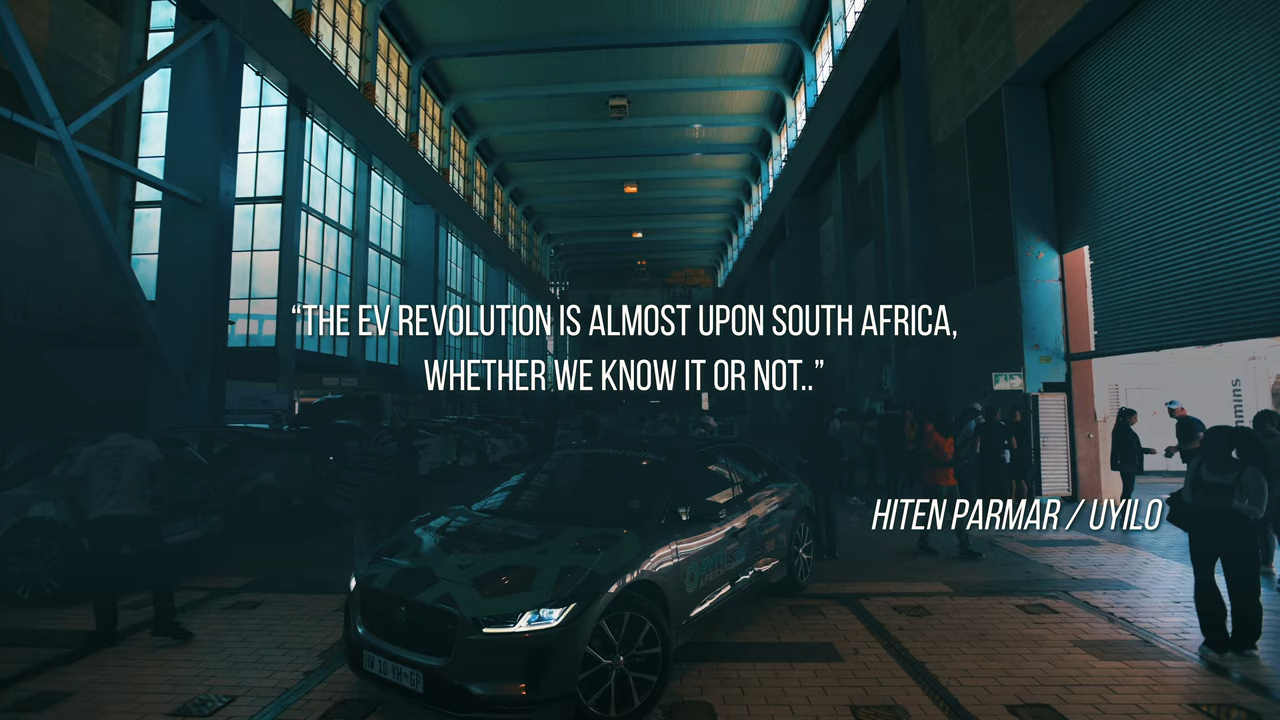 “THE EV REVOLUTION IS ALMOST UPON SOUTH AFRICA,
WHETHER WE KNOW IT OR NOT..”
HITEN PARMAR / UYILO